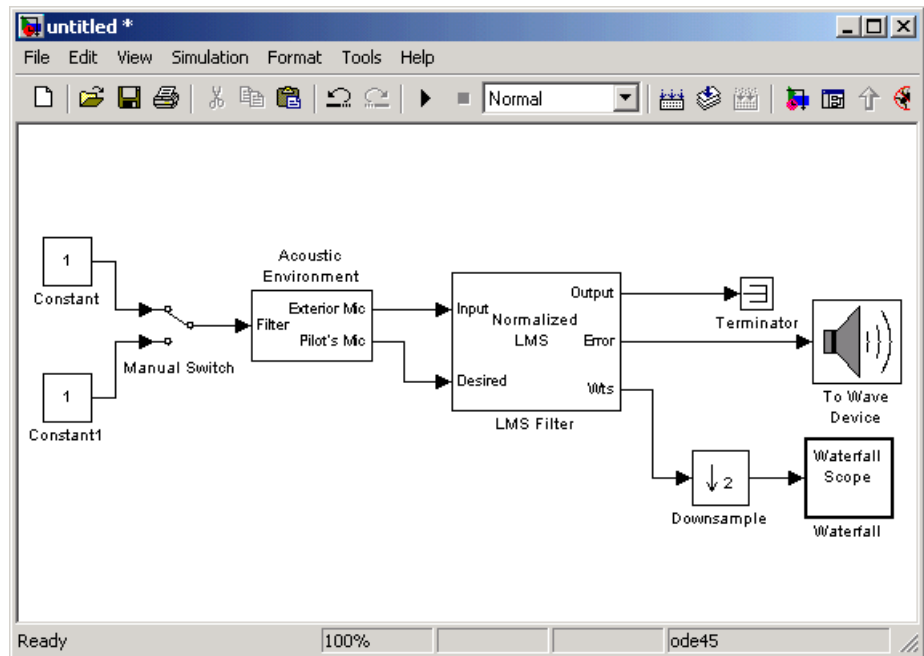 untitled *
File Edit View Simulation Format Tools Help
Normal
1
Constant
1
Constant1
Manual Switch
Acoustic
Environment
Filter
Exterior Mic
Pilot's Mic
Input
Desired
Normalized
LMS
Output
Error
Wts
LMS Filter
Terminator
To Wave
Device
2
Downsample
Waterfall
Scope
Waterfall
Ready 100% ode45